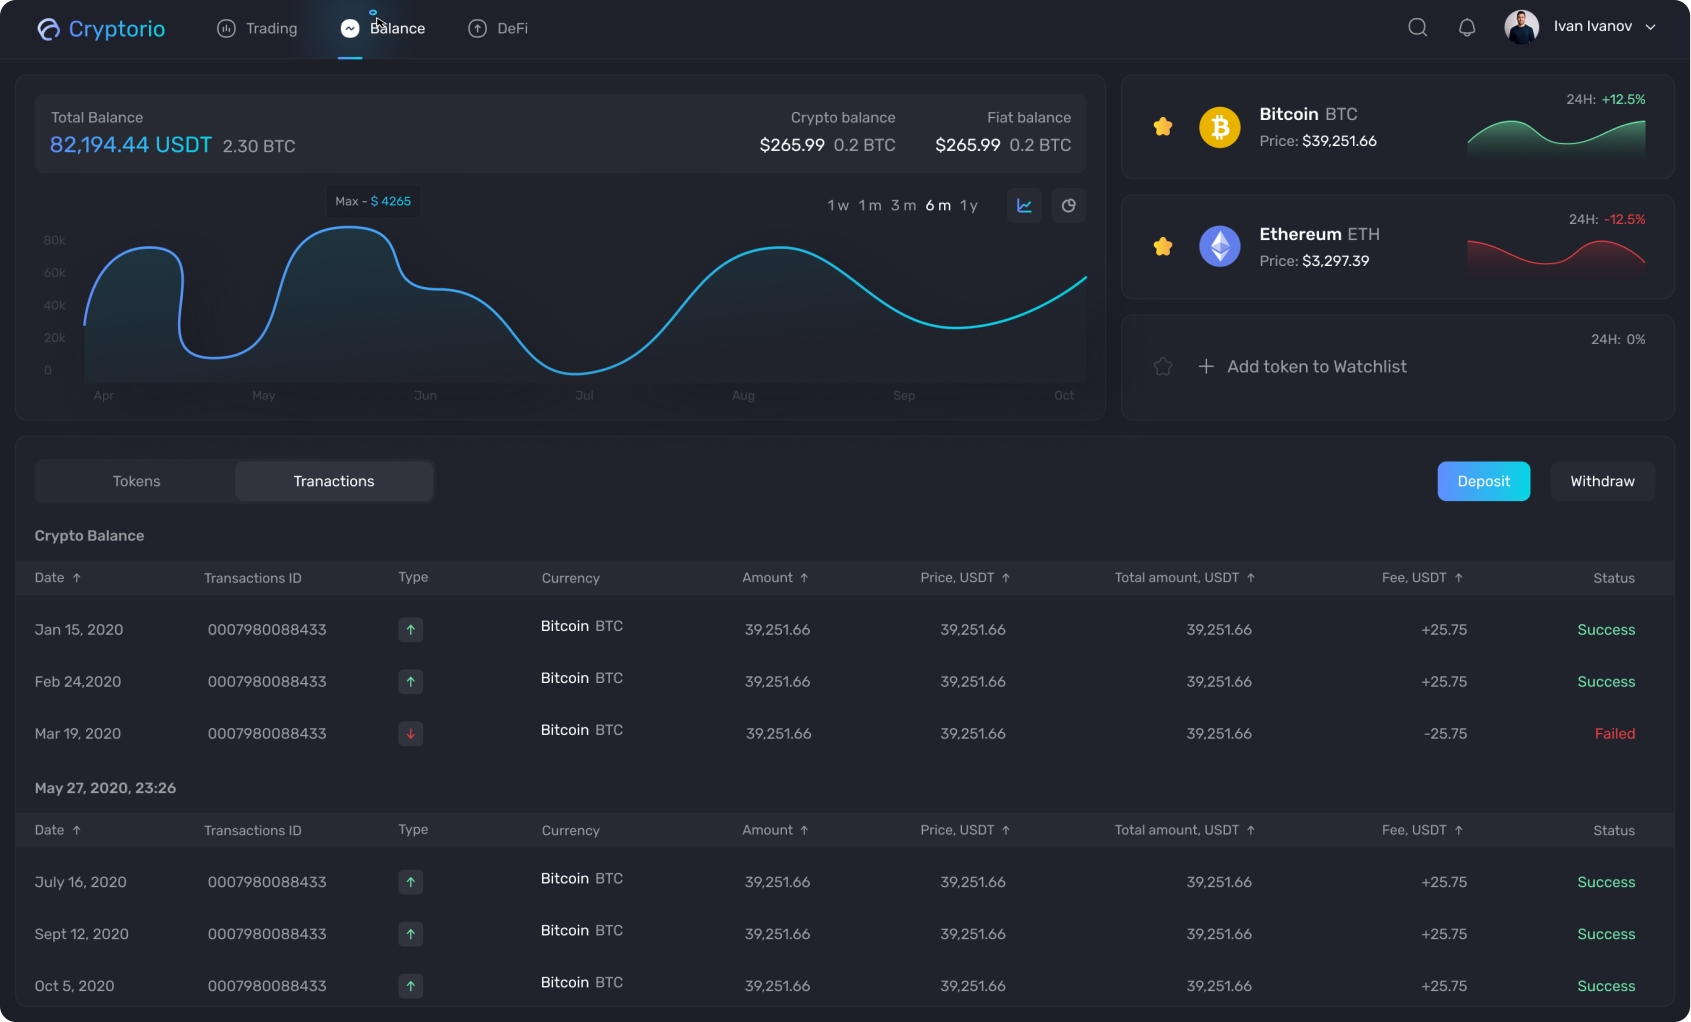 Cryptorio Trading Balance DeFi Ivan Ivanov
Total Balance Crypto balance Fiat balance
82,194.44 USDT 2.30 BTC $265.99 0.2 BTC $265.99 0.2 BTC
Max - $ 4265
1 w 1 m 3 m 6 m 1 y
80k
60k
40k
20k
0
Apr May Jun Jul Aug Sep Oct
24H: +12.5%
Bitcoin BTC
Price: $39,251.66
24H: -12.5%
Ethereum ETH
Price: $3,297.39
24H: 0%
Add token to Watchlist
Tokens Tranactions Deposit Withdraw
Crypto Balance
Date ↑ Transactions ID Type Currency Amount ↑ Price, USDT ↑ Total amount, USDT ↑ Fee, USDT ↑ Status
Jan 15, 2020 0007980088433 ↑ Bitcoin BTC 39,251.66 39,251.66 39,251.66 +25.75 Success
Feb 24,2020 0007980088433 ↑ Bitcoin BTC 39,251.66 39,251.66 39,251.66 +25.75 Success
Mar 19, 2020 0007980088433 ↓ Bitcoin BTC 39,251.66 39,251.66 39,251.66 -25.75 Failed
May 27, 2020, 23:26
Date ↑ Transactions ID Type Currency Amount ↑ Price, USDT ↑ Total amount, USDT ↑ Fee, USDT ↑ Status
July 16, 2020 0007980088433 ↑ Bitcoin BTC 39,251.66 39,251.66 39,251.66 +25.75 Success
Sept 12, 2020 0007980088433 ↑ Bitcoin BTC 39,251.66 39,251.66 39,251.66 +25.75 Success
Oct 5, 2020 0007980088433 ↑ Bitcoin BTC 39,251.66 39,251.66 39,251.66 +25.75 Success